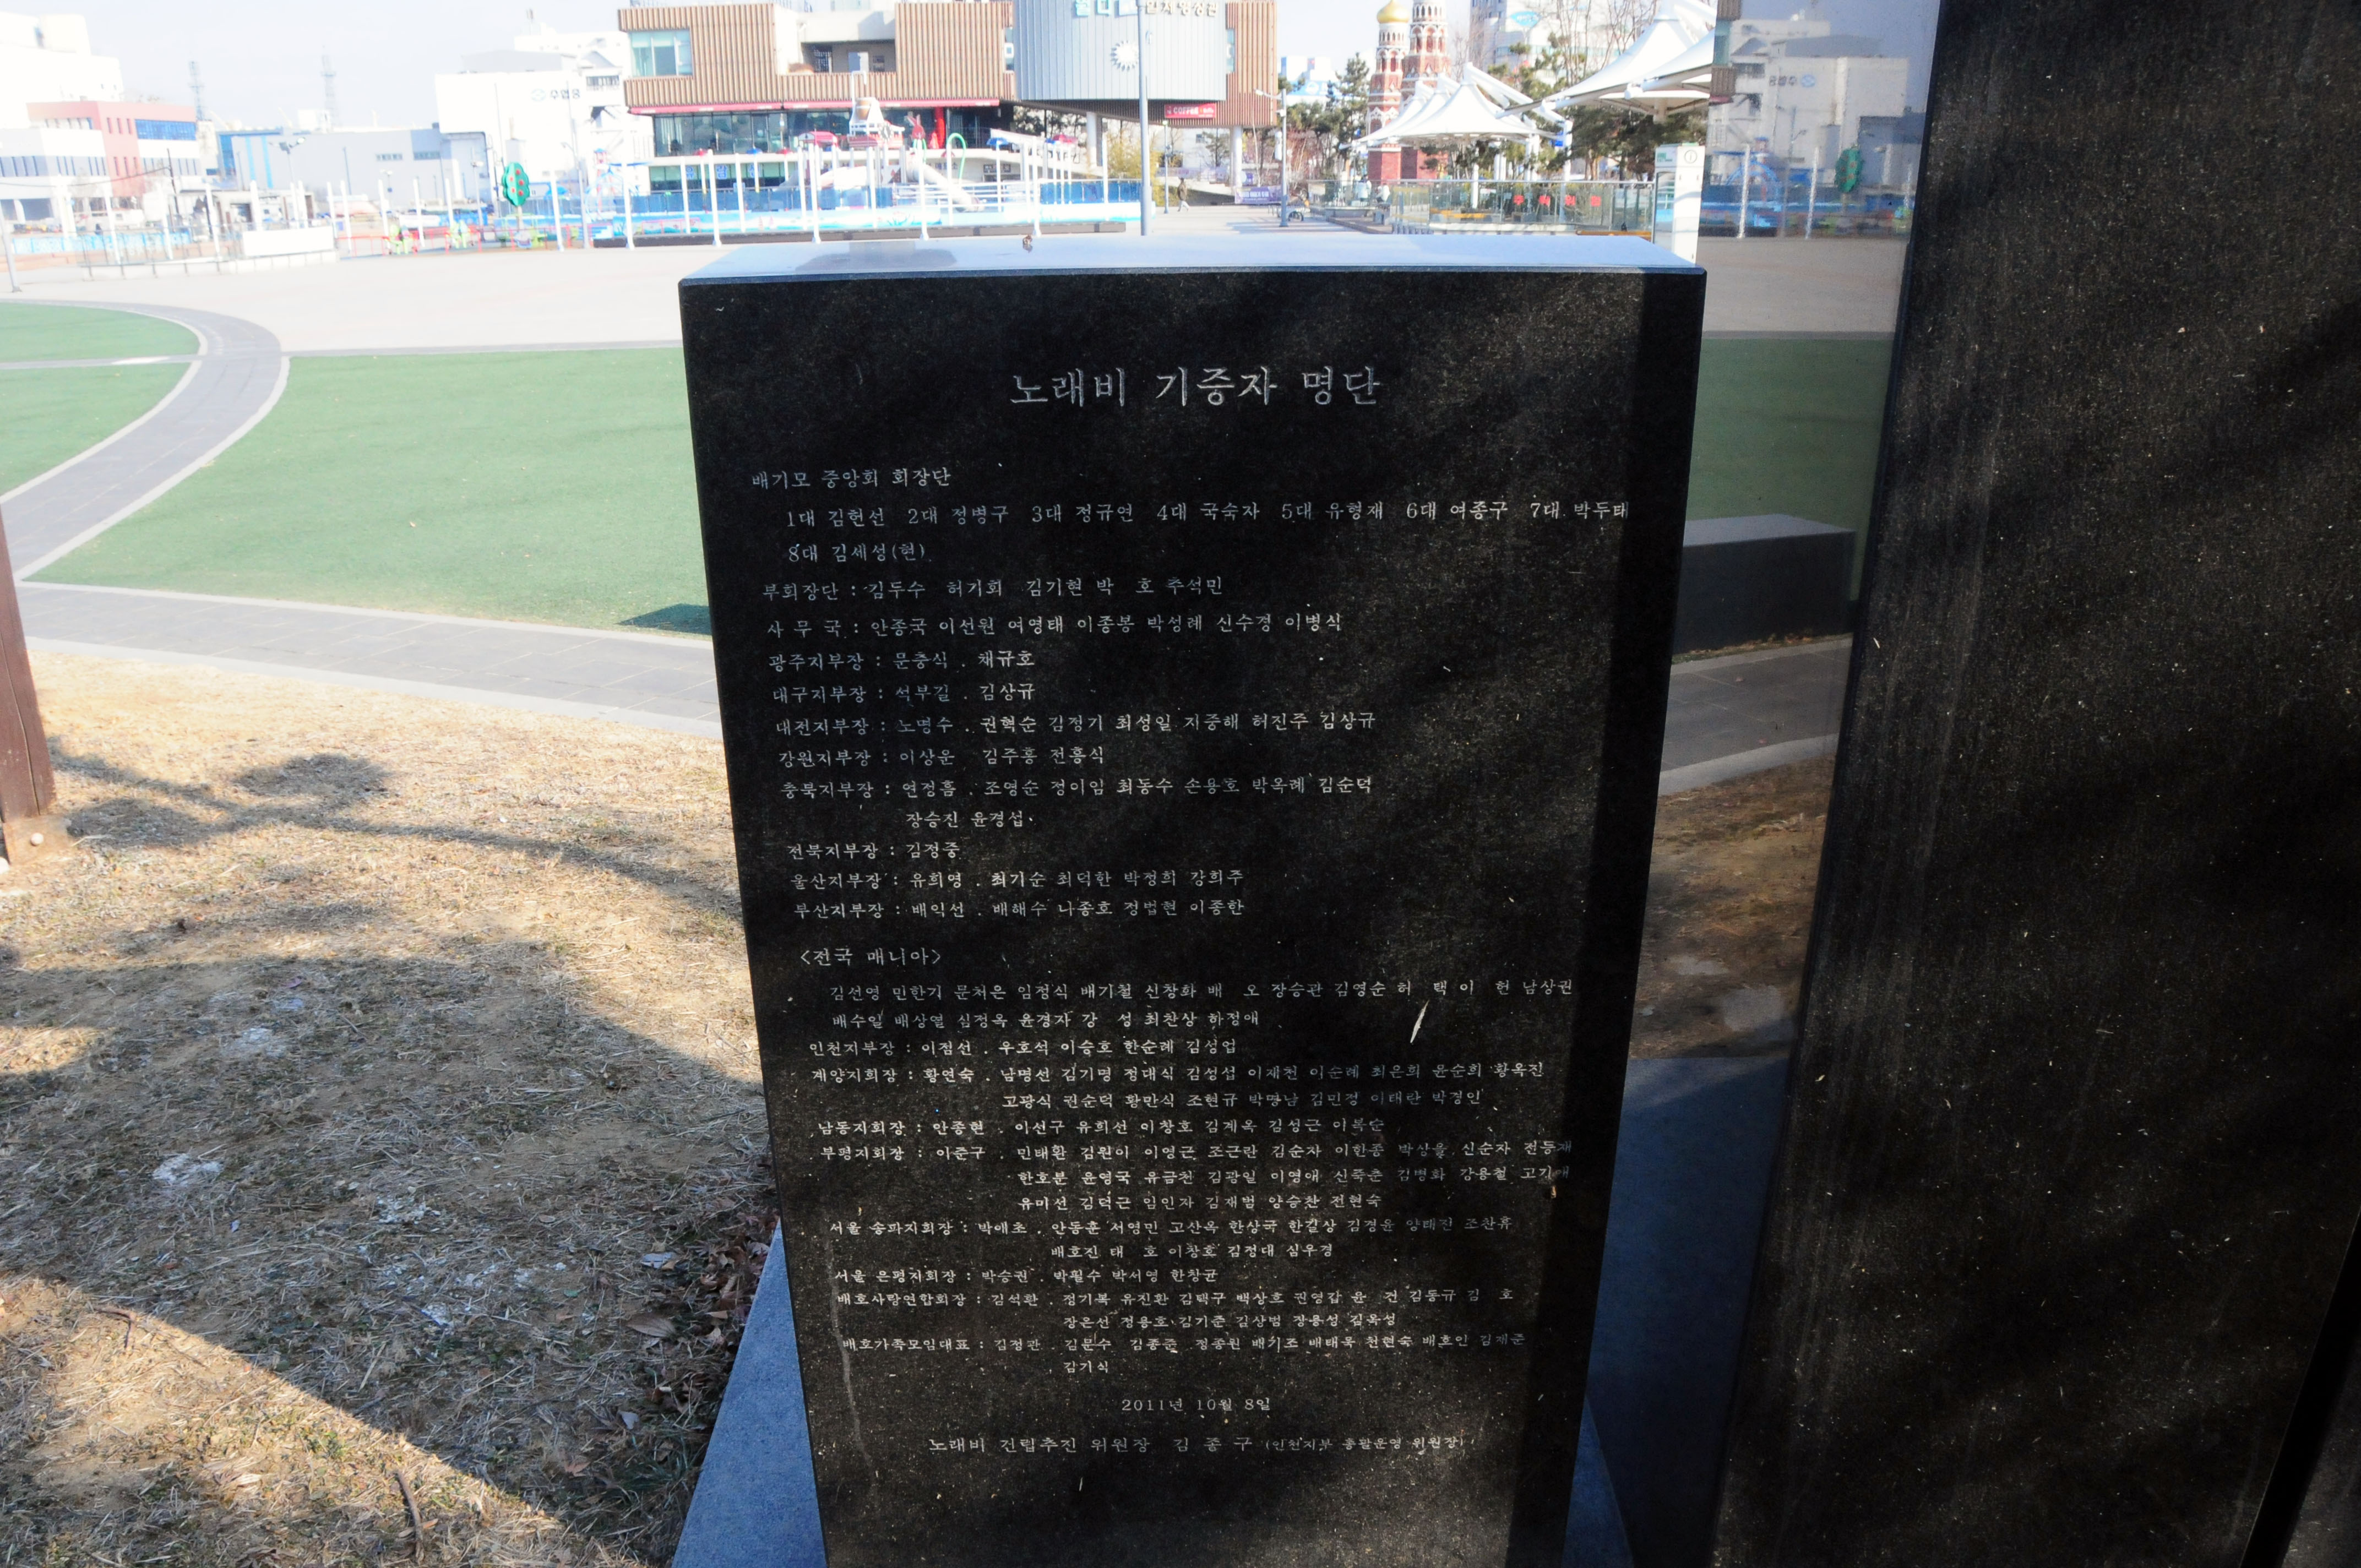 수협중
COFFEE
노래비 기증자 명단
배기모 중앙회 회장단
1대 김헌선 2대 정병구 3대 정규연 4대 국숙자 5대 유형재 6대 여종구 7대 박두태
8대 김세성(현)
부회장단 : 김두수 허기회 김기현 박 호 추석민
사 무 국 : 안종국 이선원 여명태 이종봉 박성례 신수경 이병식
광주지부장 : 문충식 . 채규호
대구지부장 : 석부길 . 김상규
대전지부장 : 노명수 . 권혁순 김정기 최성일 지중해 허진주 김상규
강원지부장 : 이상운 김주흥 전흥식
충북지부장 : 연정흠 . 조영순 정이임 최동수 손용호 박옥례 김순덕
장승진 윤경섭
전북지부장 : 김정중
울산지부장 : 유희영 . 최기순 최덕한 박정희 강희주
부산지부장 : 배익선 . 배해수 나종호 정법현 이종한
<전국 매니아>
김선영 민한기 문처은 임정식 배기철 신창화 배 오 장승관 김영순 허 택 이 헌 남상권
배수일 배상열 심정옥 윤경자 강 성 최찬상 하정애
인천지부장 : 이점선 . 우호석 이승호 한순례 김성업
계양지회장 : 황연숙 . 남명선 김기명 정대식 김성섭 이재천 이순례 최은희 윤순희 황옥진
고광식 권순덕 황만식 조현규 박명남 김민정 이태란 박경인
남동지회장 : 안종현 . 이선구 유희선 이창호 김계옥 김성근 이복순
부평지회장 : 이준구 . 민태환 김원이 이영근 조근란 김순자 이한종 박상을 신순자 전등재
한호분 윤영국 유금천 김광일 이영애 신쭉춘 김병화 강용철 고기애
유미선 김덕근 임인자 김재범 양승찬 전현숙
서울 송파지회장 : 박애초 . 안동훈 서영민 고산옥 한상국 한길상 김경윤 양태진 조찬휴
배호진 태 호 이창호 김정대 심우경
서울 은평지회장 : 박승권 . 박필수 박서영 한창균
배호사랑연합회장 : 김석환 . 정기복 유진환 김택구 백상흐 권영갑 윤 건 김동규 김 호
장은선 정용호 김기준 김상범 장용성 김옥성
배호가족모임대표 : 김정관 . 김문수 김종준 정종원 배기조 배태묵 천현숙 배호인 김재준
김기식
2011년 10월 8일
노래비 건립추진 위원장 김 종 구 (인천지부 총괄운영 위원장)